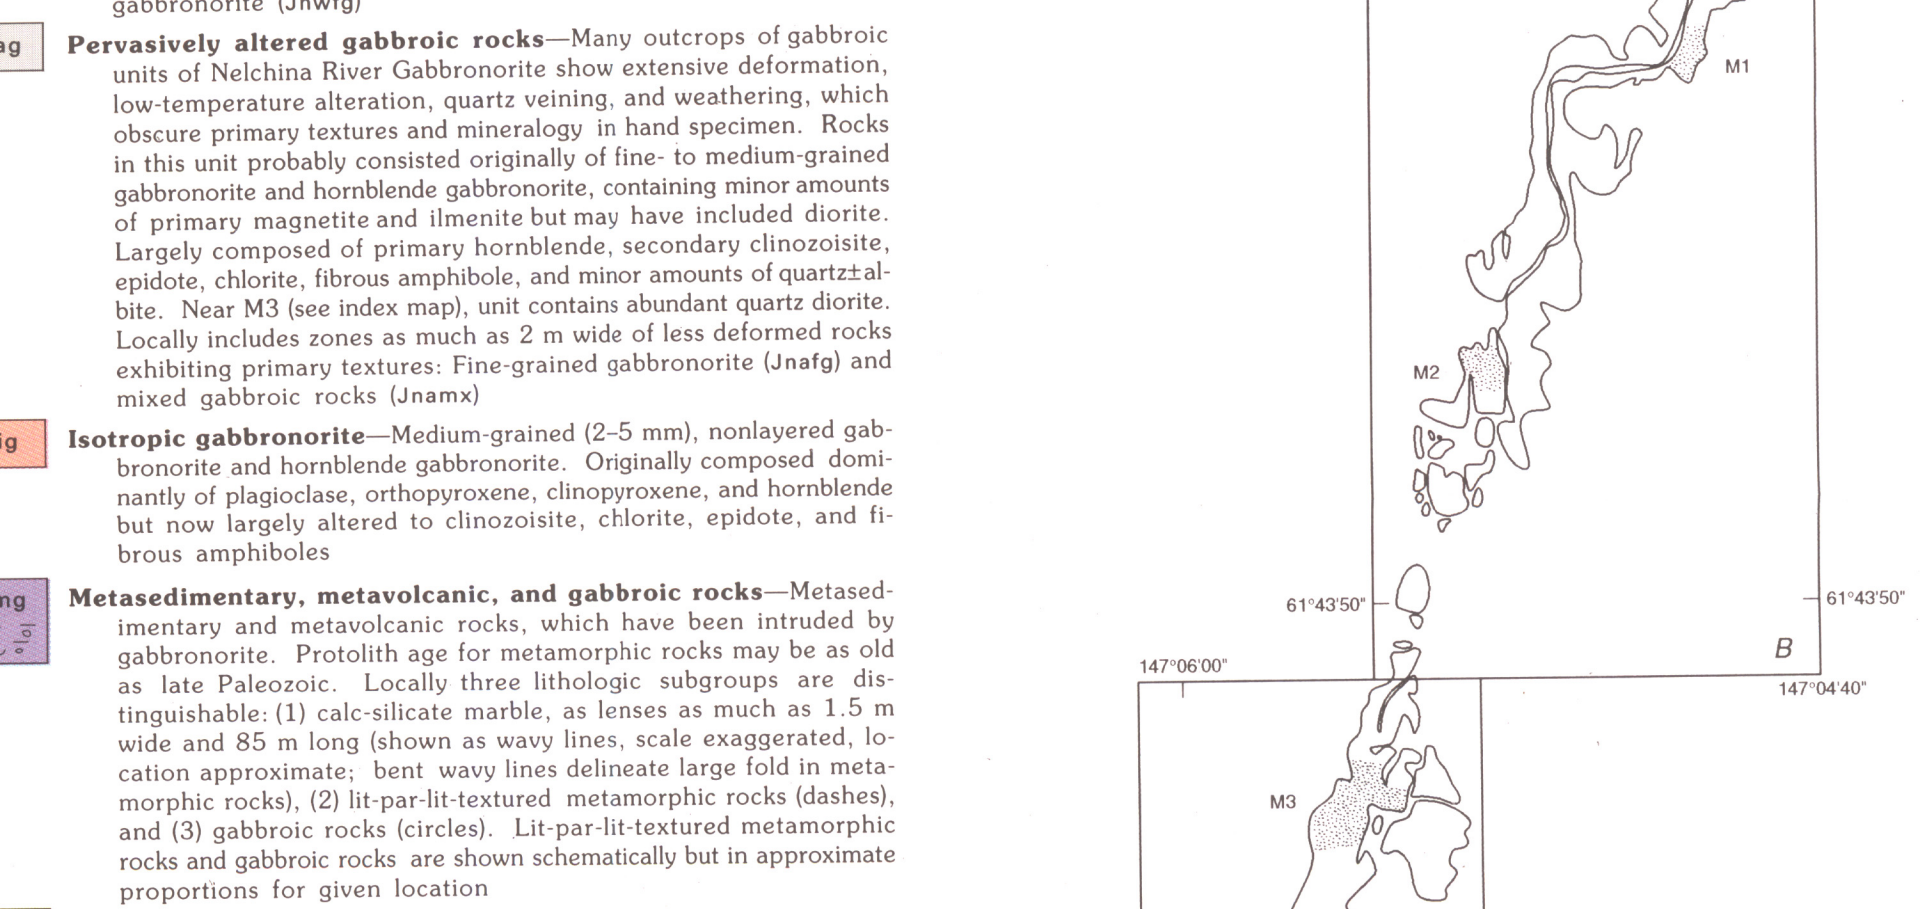 gabbronorite (Jnwfg)
ag
Pervasively altered gabbroic rocks—Many outcrops of gabbroic
units of Nelchina River Gabbronorite show extensive deformation,
low-temperature alteration, quartz veining, and weathering, which
obscure primary textures and mineralogy in hand specimen. Rocks
in this unit probably consisted originally of fine- to medium-grained
gabbronorite and hornblende gabbronorite, containing minor amounts
of primary magnetite and ilmenite but may have included diorite.
Largely composed of primary hornblende, secondary clinozoisite,
epidote, chlorite, fibrous amphibole, and minor amounts of quartz±al-
bite. Near M3 (see index map), unit contains abundant quartz diorite.
Locally includes zones as much as 2 m wide of less deformed rocks
exhibiting primary textures: Fine-grained gabbronorite (Jnafg) and
mixed gabbroic rocks (Jnamx)
ig
Isotropic gabbronorite—Medium-grained (2–5 mm), nonlayered gab-
bronorite and hornblende gabbronorite. Originally composed domi-
nantly of plagioclase, orthopyroxene, clinopyroxene, and hornblende
but now largely altered to clinozoisite, chlorite, epidote, and fi-
brous amphiboles
ng
Metasedimentary, metavolcanic, and gabbroic rocks—Metased-
imentary and metavolcanic rocks, which have been intruded by
gabbronorite. Protolith age for metamorphic rocks may be as old
as late Paleozoic. Locally three lithologic subgroups are dis-
tinguishable: (1) calc-silicate marble, as lenses as much as 1.5 m
wide and 85 m long (shown as wavy lines, scale exaggerated, lo-
cation approximate; bent wavy lines delineate large fold in meta-
morphic rocks), (2) lit-par-lit-textured metamorphic rocks (dashes),
and (3) gabbroic rocks (circles). Lit-par-lit-textured metamorphic
rocks and gabbroic rocks are shown schematically but in approximate
proportions for given location
M1
M2
61°43'50"
61°43'50"
B
147°06'00"
147°04'40"
M3